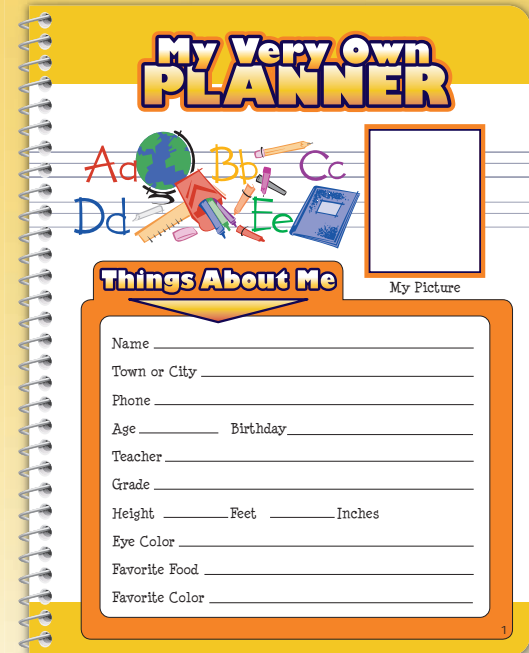 My Very Own
PLANNER
Aa Bb Cc
Dd Ee
My Picture
Things About Me
Name
Town or City
Phone
Age Birthday
Teacher
Grade
Height Feet Inches
Eye Color
Favorite Food
Favorite Color
1